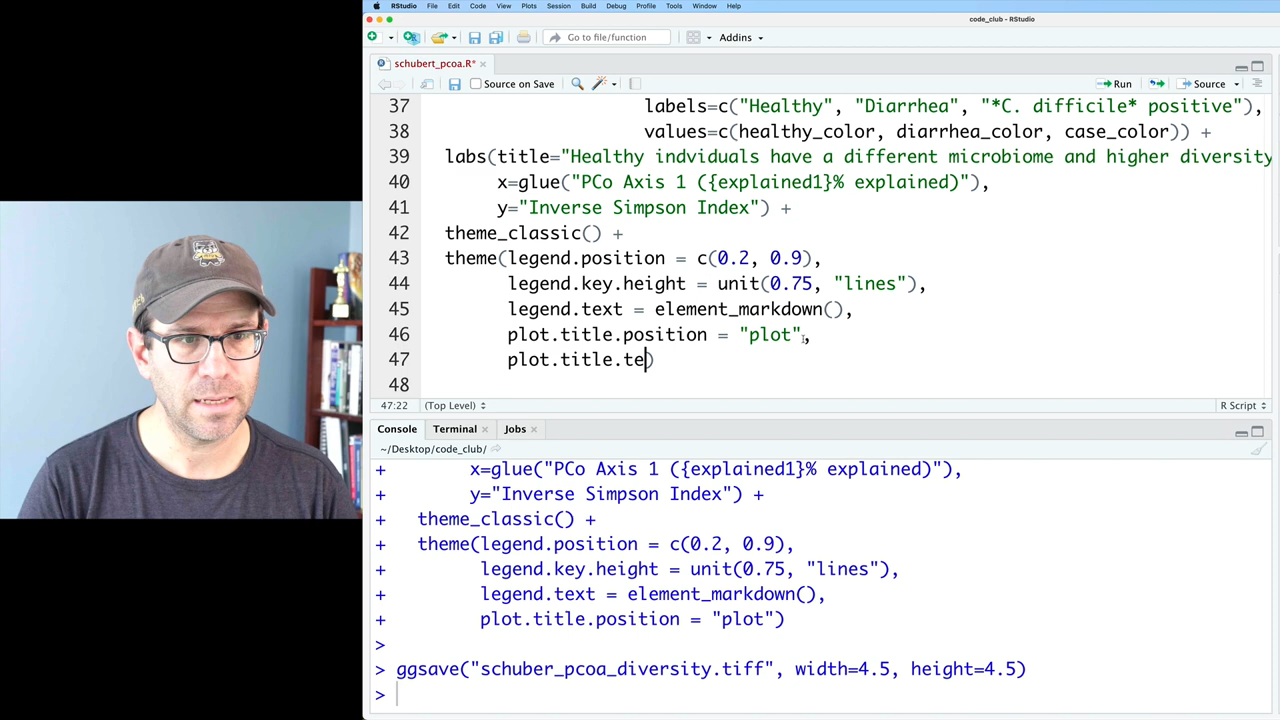 RStudio File Edit Code View Plots Session Build Debug Profile Tools Window Help
code_club - RStudio
Go to file/function Addins
schubert_pcoa.R*
Source on Save Run Source
37 labels=c("Healthy", "Diarrhea", "*C. difficile* positive"),
38 values=c(healthy_color, diarrhea_color, case_color)) +
39 labs(title="Healthy indviduals have a different microbiome and higher diversity
40 x=glue("PCo Axis 1 ({explained1}% explained)"),
41 y="Inverse Simpson Index") +
42 theme_classic() +
43 theme(legend.position = c(0.2, 0.9),
44 legend.key.height = unit(0.75, "lines"),
45 legend.text = element_markdown(),
46 plot.title.position = "plot",
47 plot.title.te)
48
47:22 (Top Level) R Script
Console Terminal Jobs
~/Desktop/code_club/
+ x=glue("PCo Axis 1 ({explained1}% explained)"),
+ y="Inverse Simpson Index") +
+ theme_classic() +
+ theme(legend.position = c(0.2, 0.9),
+ legend.key.height = unit(0.75, "lines"),
+ legend.text = element_markdown(),
+ plot.title.position = "plot")
>
> ggsave("schuber_pcoa_diversity.tiff", width=4.5, height=4.5)
>